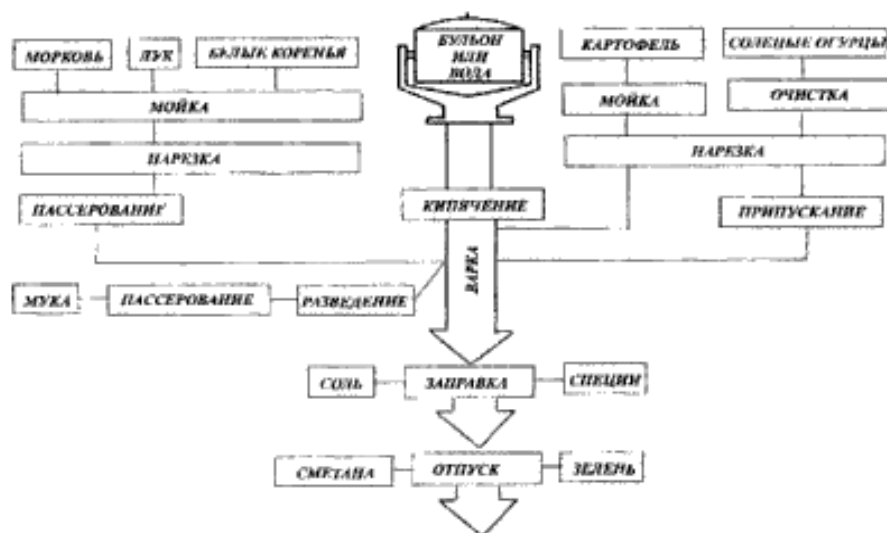 БУЛЬОН
ИЛИ
ВОДА
МОРКОВЬ
ЛУК
БЕЛЫЕ КОРЕНЬЯ
КАРТОФЕЛЬ
СОЛЕНЫЕ ОГУРЦЫ
МОЙКА
МОЙКА
ОЧИСТКА
НАРЕЗКА
НАРЕЗКА
ПАССЕРОВАНИЕ
КИПЯЧЕНИЕ
ПРИПУСКАНИЕ
ВАРКА
МУКА
ПАССЕРОВАНИЕ
РАЗВЕДЕНИЕ
СОЛЬ
ЗАПРАВКА
СПЕЦИИ
СМЕТАНА
ОТПУСК
ЗЕЛЕНЬ